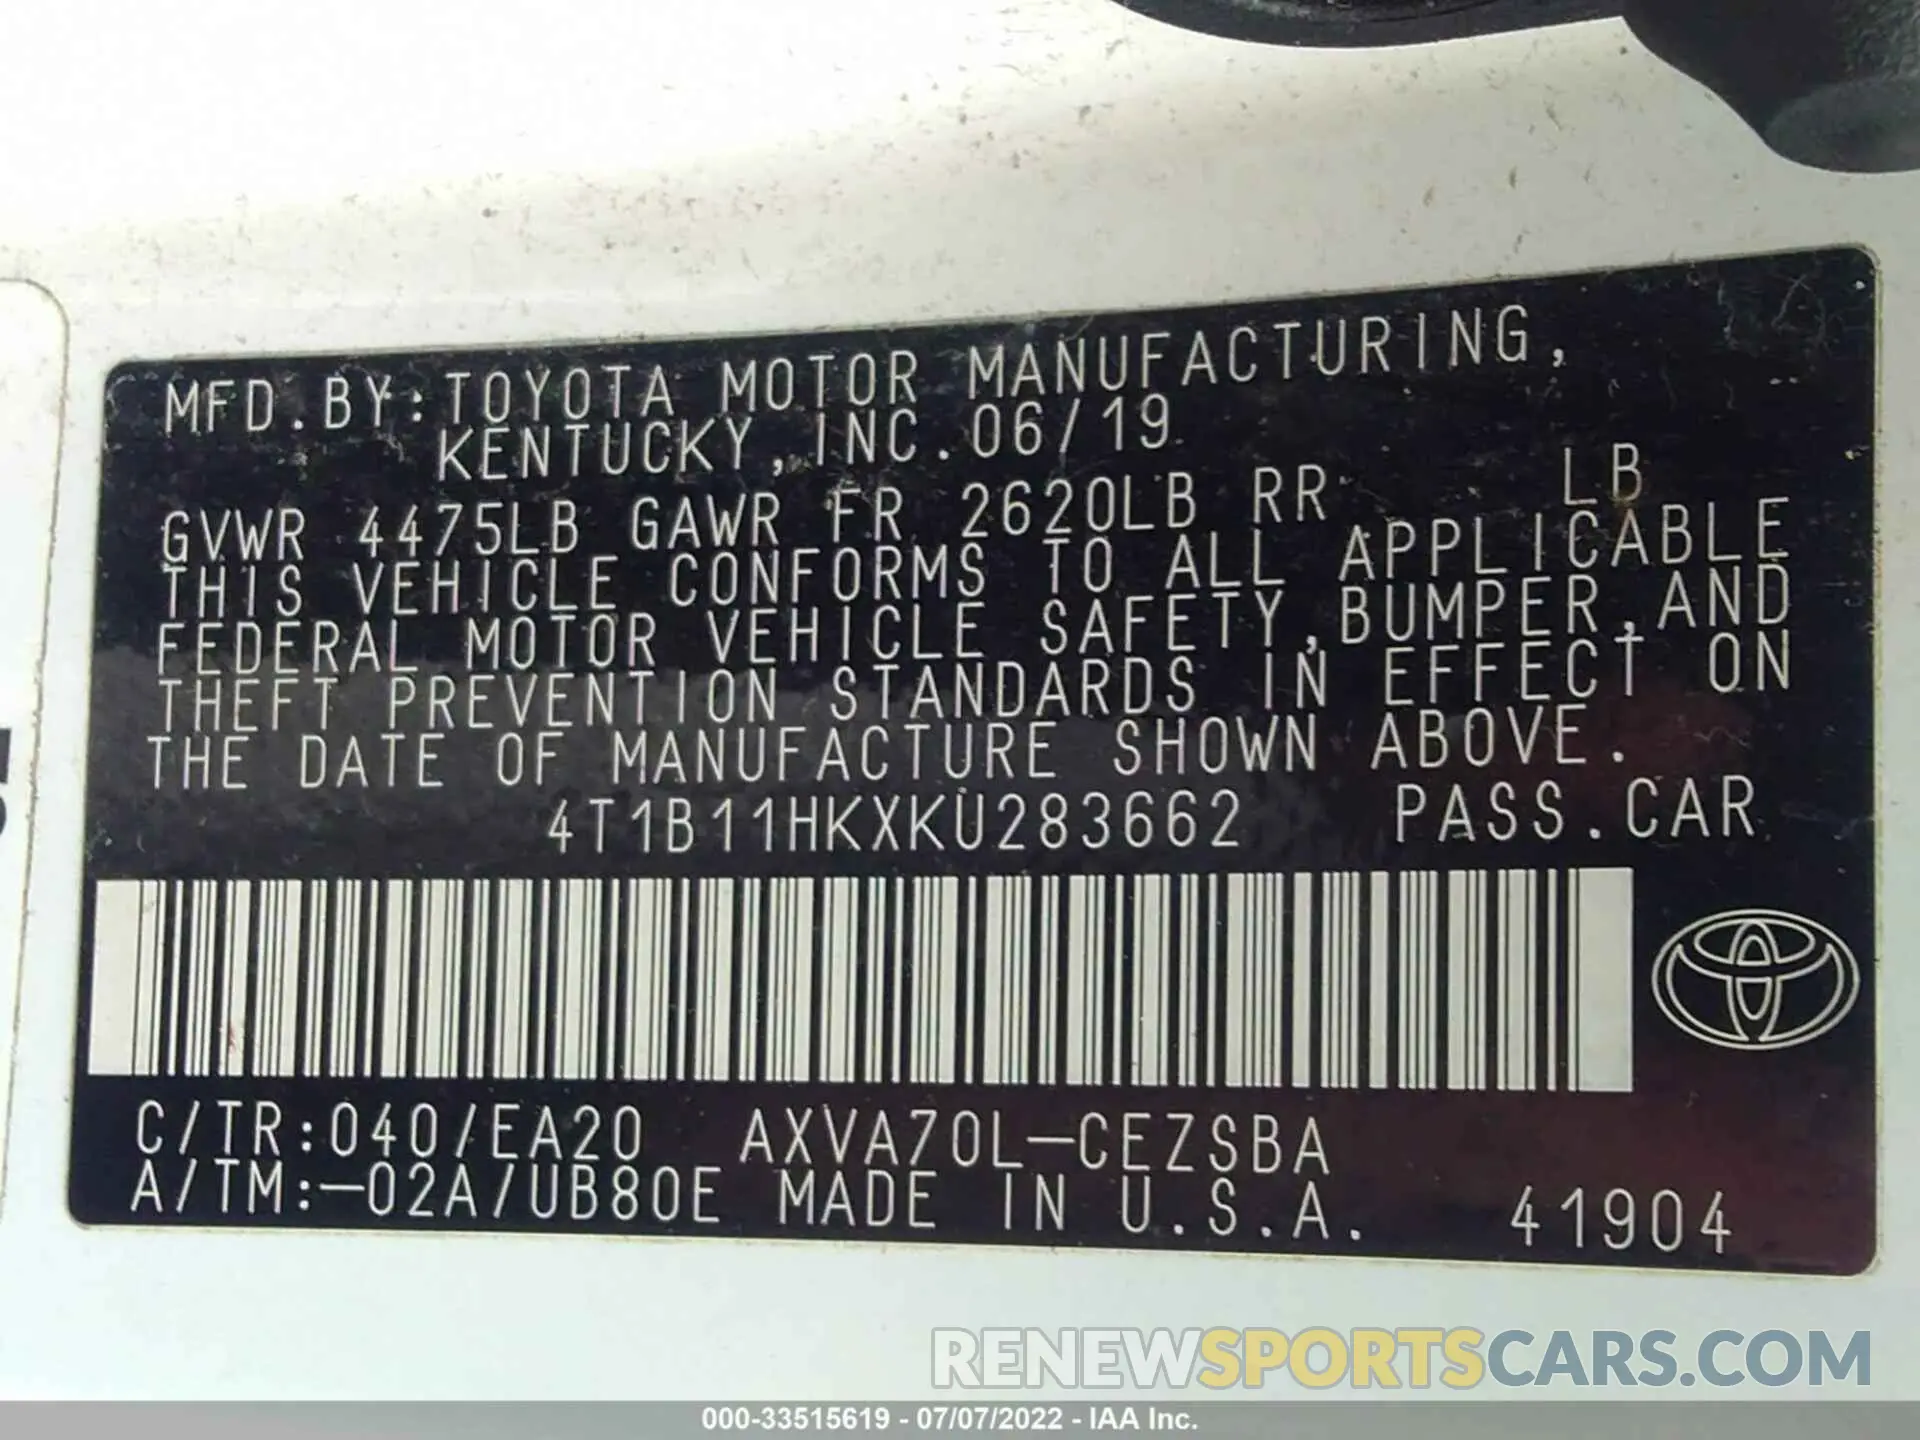 MFD.BY:TOYOTA MOTOR MANUFACTURING,
KENTUCKY,INC.06/19
GVWR 4475LB GAWR FR 2620LB RR LB
THIS VEHICLE CONFORMS TO ALL APPLICABLE
FEDERAL MOTOR VEHICLE SAFETY,BUMPER,AND
THEFT PREVENTION STANDARDS IN EFFECT ON
THE DATE OF MANUFACTURE SHOWN ABOVE.
4T1B11HKXKU283662 PASS.CAR
C/TR:040/EA20 AXVA70L-CEZSBA
A/TM:-02A/UB80E MADE IN U.S.A. 41904
RENEWSPORTSCARS.COM
000-33515619 - 07/07/2022 - IAA Inc.